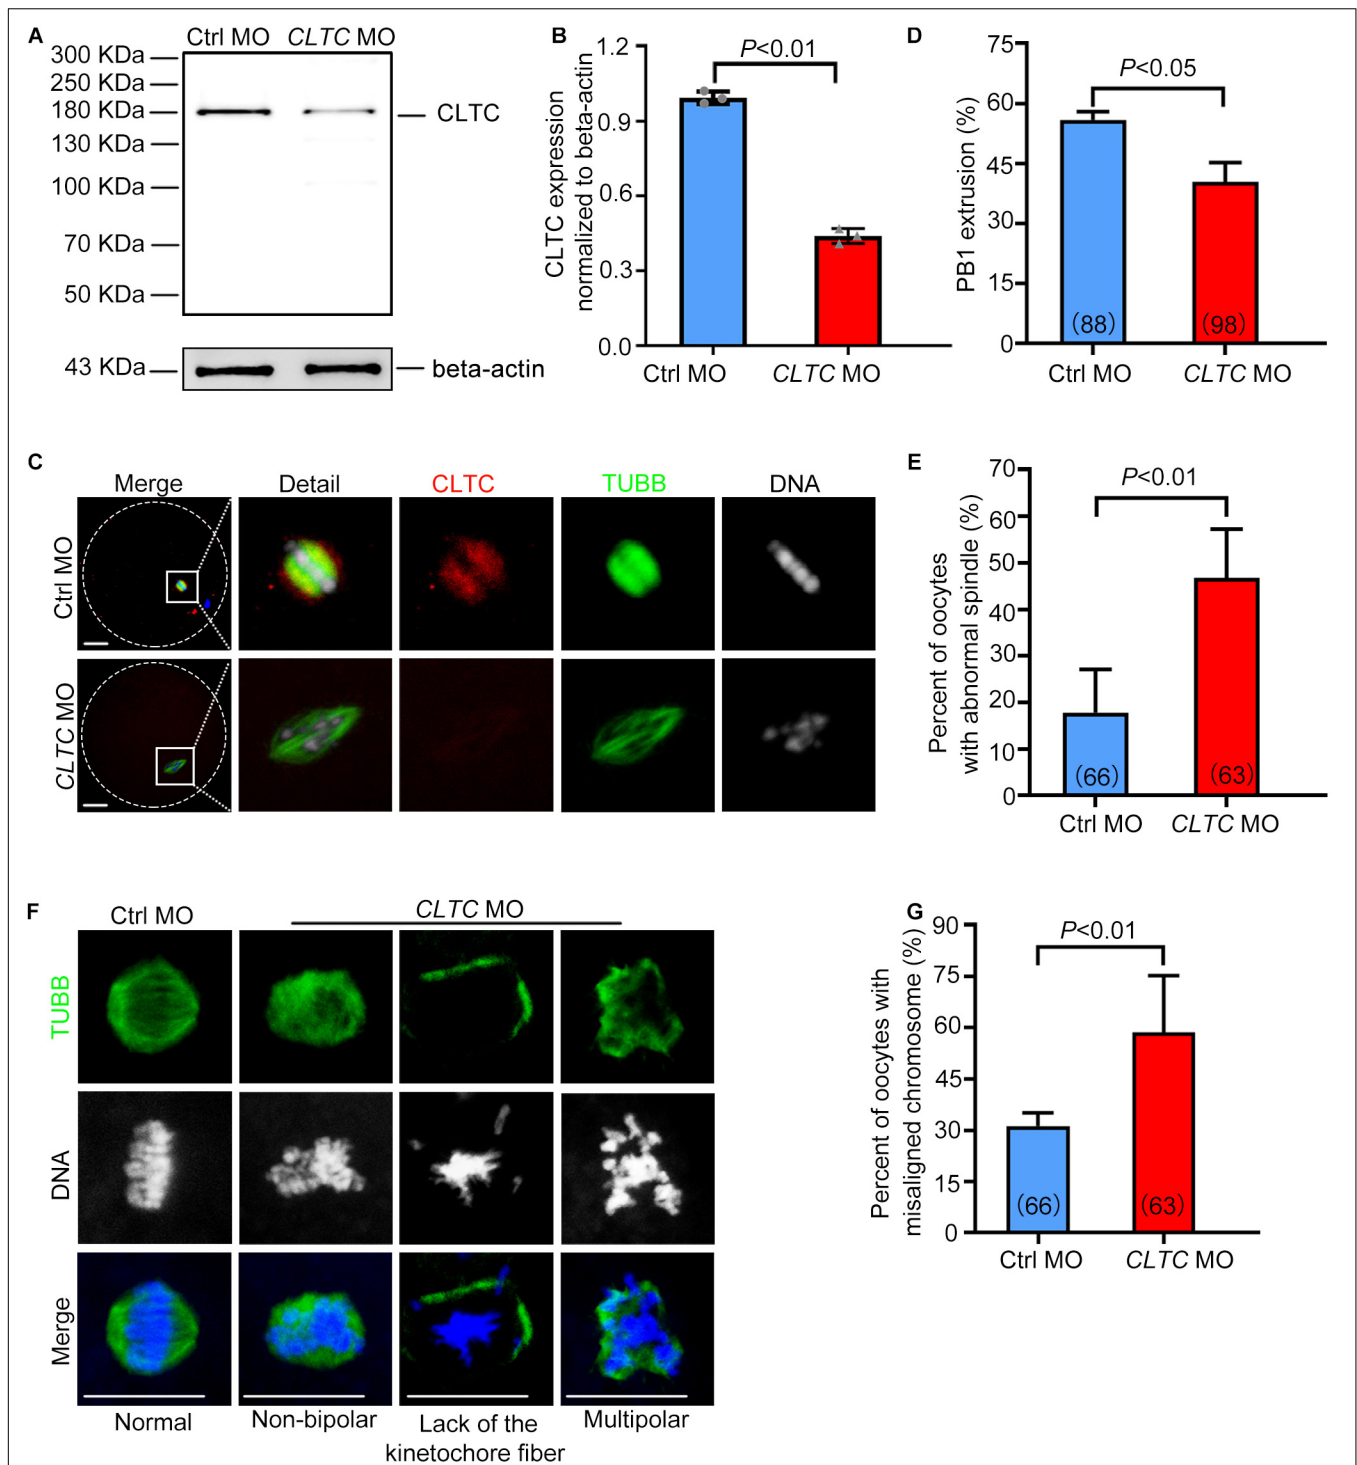 A
Ctrl MO CLTC MO
300 KDa
250 KDa
180 KDa
130 KDa
100 KDa
70 KDa
50 KDa
43 KDa
CLTC
beta-actin
B
CLTC expression
normalized to beta-actin
1.2
0.9
0.6
0.3
0.0
P<0.01
Ctrl MO CLTC MO
D
PB1 extrusion (%)
75
60
45
30
15
0
P<0.05
(88) (98)
Ctrl MO CLTC MO
C
Merge Detail CLTC TUBB DNA
Ctrl MO
CLTC MO
E
Percent of oocytes
with abnormal spindle (%)
70
60
50
40
30
20
10
0
P<0.01
(66) (63)
Ctrl MO CLTC MO
F
Ctrl MO CLTC MO
TUBB
DNA
Merge
Normal Non-bipolar Lack of the Multipolar
kinetochore fiber
G
Percent of oocytes with
misaligned chromosome (%)
90
75
60
45
30
15
0
P<0.01
(66) (63)
Ctrl MO CLTC MO